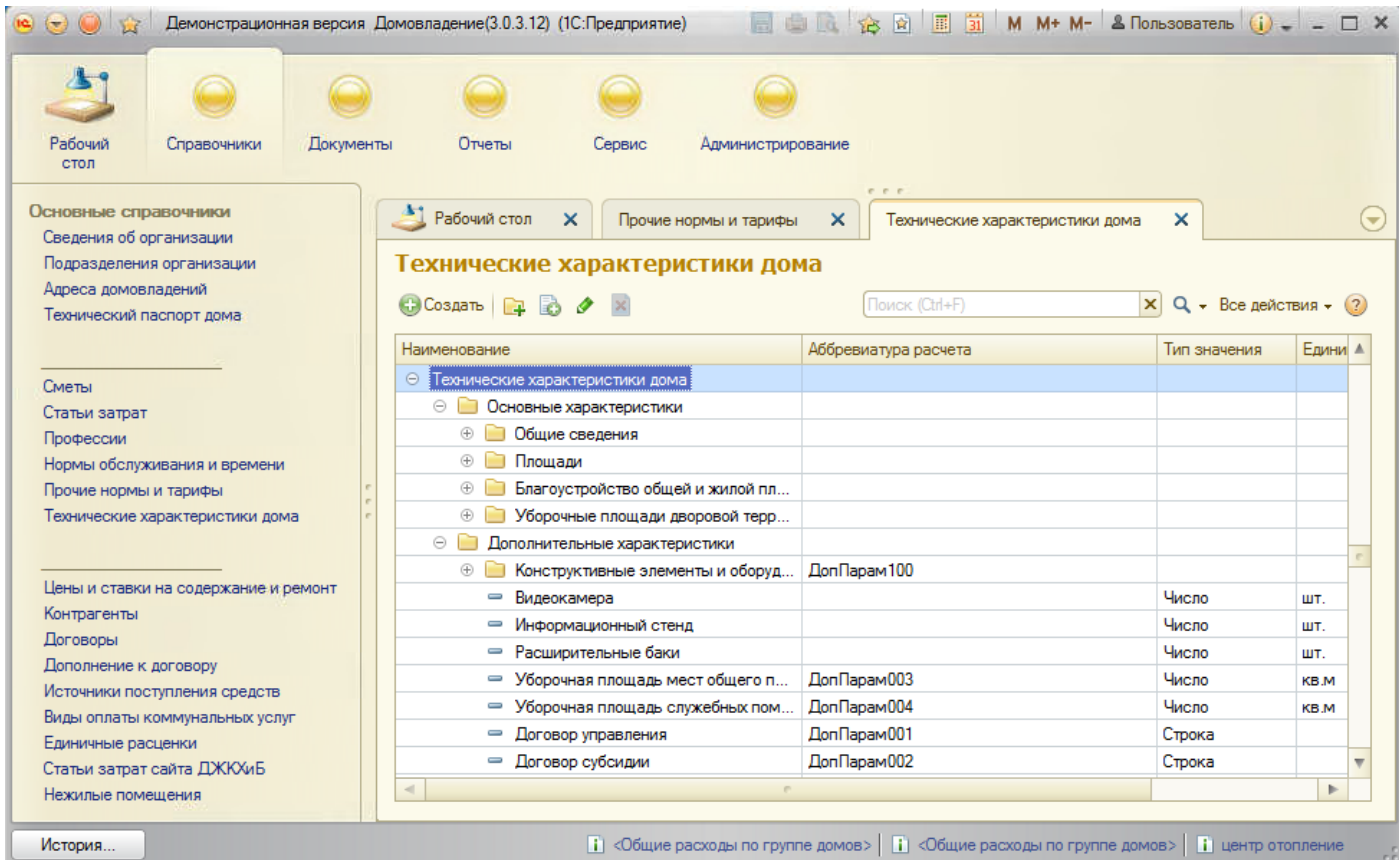 Демонстрационная версия Домовладение(3.0.3.12) (1С:Предприятие) M M+ M- Пользователь
Рабочий стол
Справочники
Документы
Отчеты
Сервис
Администрирование
Основные справочники
Сведения об организации
Подразделения организации
Адреса домовладений
Технический паспорт дома
Сметы
Статьи затрат
Профессии
Нормы обслуживания и времени
Прочие нормы и тарифы
Технические характеристики дома
Цены и ставки на содержание и ремонт
Контрагенты
Договоры
Дополнение к договору
Источники поступления средств
Виды оплаты коммунальных услуг
Единичные расценки
Статьи затрат сайта ДЖКХиБ
Нежилые помещения
Рабочий стол Прочие нормы и тарифы Технические характеристики дома
Технические характеристики дома
Создать Поиск (Ctrl+F) Все действия
Наименование Аббревиатура расчета Тип значения Едини
Технические характеристики дома
Основные характеристики
Общие сведения
Площади
Благоустройство общей и жилой пл...
Уборочные площади дворовой терр...
Дополнительные характеристики
Конструктивные элементы и оборуд... ДопПарам100
Видеокамера Число шт.
Информационный стенд Число шт.
Расширительные баки Число шт.
Уборочная площадь мест общего п... ДопПарам003 Число кв.м
Уборочная площадь служебных пом... ДопПарам004 Число кв.м
Договор управления ДопПарам001 Строка
Договор субсидии ДопПарам002 Строка
История... <Общие расходы по группе домов> <Общие расходы по группе домов> центр отопление